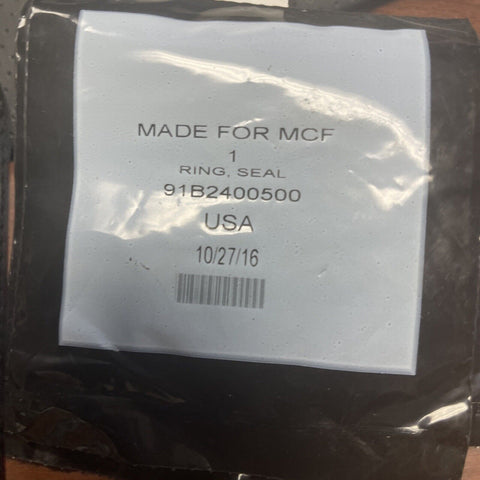 MADE FOR MCF
1
RING, SEAL
91B2400500
USA
10/27/16